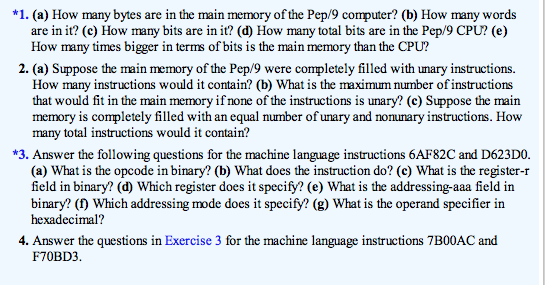 *1. (a) How many bytes are in the main memory of the Pep/9 computer? (b) How many words
are in it? (c) How many bits are in it? (d) How many total bits are in the Pep/9 CPU? (e)
How many times bigger in terms of bits is the main memory than the CPU?
2. (a) Suppose the main memory of the Pep/9 were completely filled with unary instructions.
How many instructions would it contain? (b) What is the maximum number of instructions
that would fit in the main memory if none of the instructions is unary? (c) Suppose the main
memory is completely filled with an equal number of unary and nonunary instructions. How
many total instructions would it contain?
*3. Answer the following questions for the machine language instructions 6AF82C and D623D0.
(a) What is the opcode in binary? (b) What does the instruction do? (c) What is the register-r
field in binary? (d) Which register does it specify? (e) What is the addressing-aaa field in
binary? (f) Which addressing mode does it specify? (g) What is the operand specifier in
hexadecimal?
4. Answer the questions in Exercise 3 for the machine language instructions 7B00AC and
F70BD3.